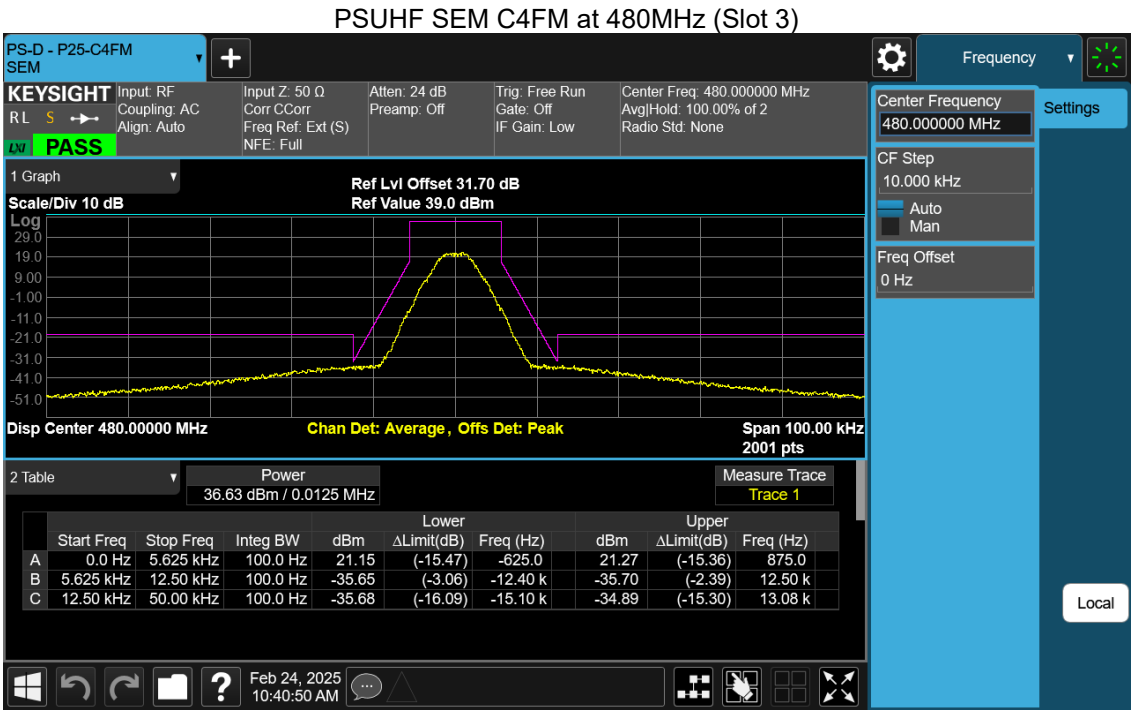 PSUHF SEM C4FM at 480MHz (Slot 3)
PS-D - P25-C4FM
SEM
+
Frequency
KEYSIGHT
R L S
LXI PASS
Input: RF
Coupling: AC
Align: Auto
Input Z: 50 Ω
Corr CCorr
Freq Ref: Ext (S)
NFE: Full
Atten: 24 dB
Preamp: Off
Trig: Free Run
Gate: Off
IF Gain: Low
Center Freq: 480.000000 MHz
Avg|Hold: 100.00% of 2
Radio Std: None
Center Frequency
480.000000 MHz
Settings
CF Step
10.000 kHz
Auto
Man
Freq Offset
0 Hz
1 Graph
Scale/Div 10 dB
Ref Lvl Offset 31.70 dB
Ref Value 39.0 dBm
Log
29.0
19.0
9.00
-1.00
-11.0
-21.0
-31.0
-41.0
-51.0
Disp Center 480.00000 MHz
Chan Det: Average , Offs Det: Peak
Span 100.00 kHz
2001 pts
2 Table
Power
36.63 dBm / 0.0125 MHz
Measure Trace
Trace 1
Lower Upper
Start Freq Stop Freq Integ BW dBm ΔLimit(dB) Freq (Hz) dBm ΔLimit(dB) Freq (Hz)
A 0.0 Hz 5.625 kHz 100.0 Hz 21.15 (-15.47) -625.0 21.27 (-15.36) 875.0
B 5.625 kHz 12.50 kHz 100.0 Hz -35.65 (-3.06) -12.40 k -35.70 (-2.39) 12.50 k
C 12.50 kHz 50.00 kHz 100.0 Hz -35.68 (-16.09) -15.10 k -34.89 (-15.30) 13.08 k
Local
?
Feb 24, 2025
10:40:50 AM